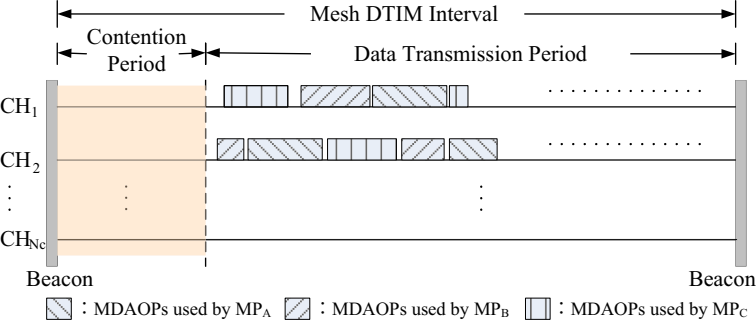 Mesh DTIM Interval
Contention
Period
Data Transmission Period
CH1
CH2
CHNc
Beacon
Beacon
: MDAOPs used by MPA : MDAOPs used by MPB : MDAOPs used by MPC